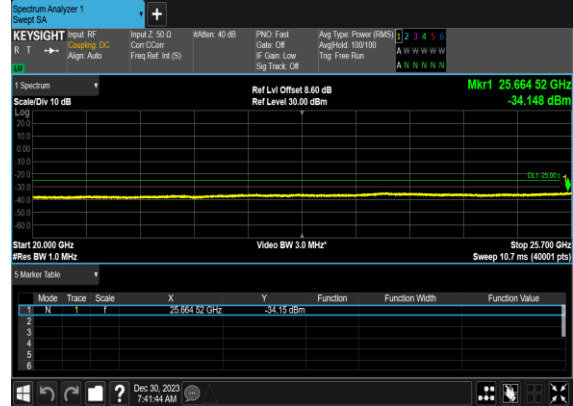 Spectrum Analyzer 1
Swept SA
+
KEYSIGHT Input: RF Input Z: 50 Ω #Atten: 40 dB PNO: Fast Avg Type: Power (RMS) 1 2 3 4 5 6
R T Coupling: DC Corr CCorr Gate: Off Avg|Hold: 100/100 A W W W W W
Align: Auto Freq Ref: Int (S) IF Gain: Low Trig: Free Run
LW Sig Track: Off A N N N N N
1 Spectrum Ref Lvl Offset 8.60 dB Mkr1 25.664 52 GHz
Scale/Div 10 dB Ref Level 30.00 dBm -34.148 dBm
Log
20.0
10.0
0.00
-10.0
-20.0 DL1 -25.00
-30.0 1
-40.0
-50.0
-60.0
Start 20.000 GHz Video BW 3.0 MHz* Stop 25.700 GHz
#Res BW 1.0 MHz Sweep 10.7 ms (40001 pts)
5 Marker Table
Mode Trace Scale X Y Function Function Width Function Value
1 N 1 f 25.664 52 GHz -34.15 dBm
2
3
4
5
6
? Dec 30, 2023
7:41:44 AM